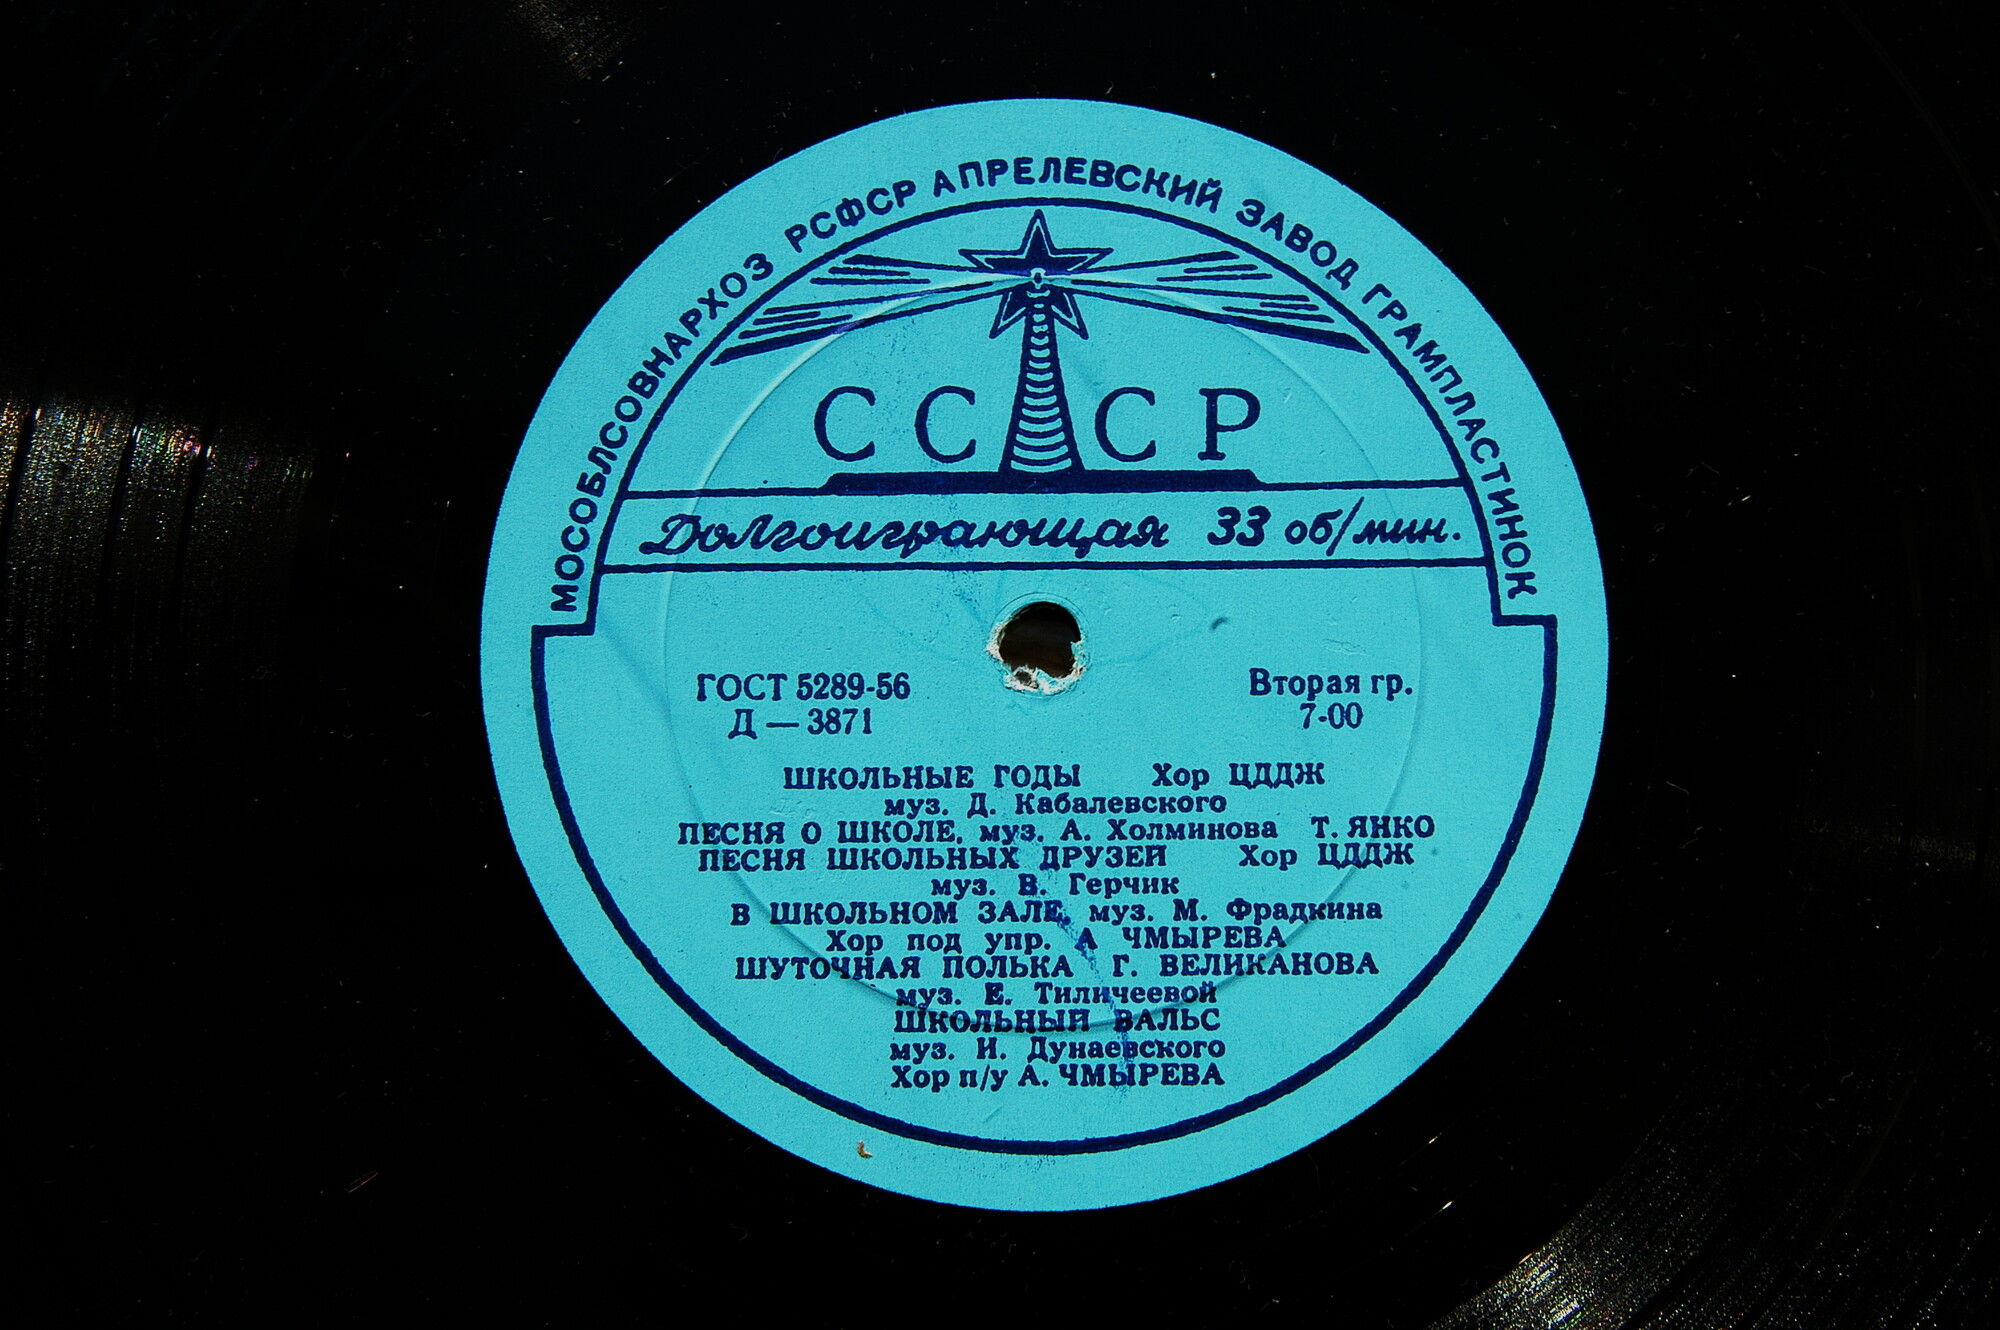 МОСОБЛСОВНАРХОЗ РСФСР АПРЕЛЕВСКИЙ ЗАВОД ГРАМПЛАСТИНОК
СССР
Долгоиграющая 33 об/мин.
ГОСТ 5289-56 Вторая гр.
Д — 3871 7-00
ШКОЛЬНЫЕ ГОДЫ Хор ЦДДЖ
муз. Д. Кабалевского
ПЕСНЯ О ШКОЛЕ, муз. А. Холминова Т. ЯНКО
ПЕСНЯ ШКОЛЬНЫХ ДРУЗЕЙ Хор ЦДДЖ
муз. В. Герчик
В ШКОЛЬНОМ ЗАЛЕ, муз. М. Фрадкина
Хор под упр. А ЧМЫРЕВА
ШУТОЧНАЯ ПОЛЬКА Г. ВЕЛИКАНОВА
муз. Е. Тиличеевой
ШКОЛЬНЫЙ ВАЛЬС
муз. И. Дунаевского
Хор п/у А. ЧМЫРЕВА